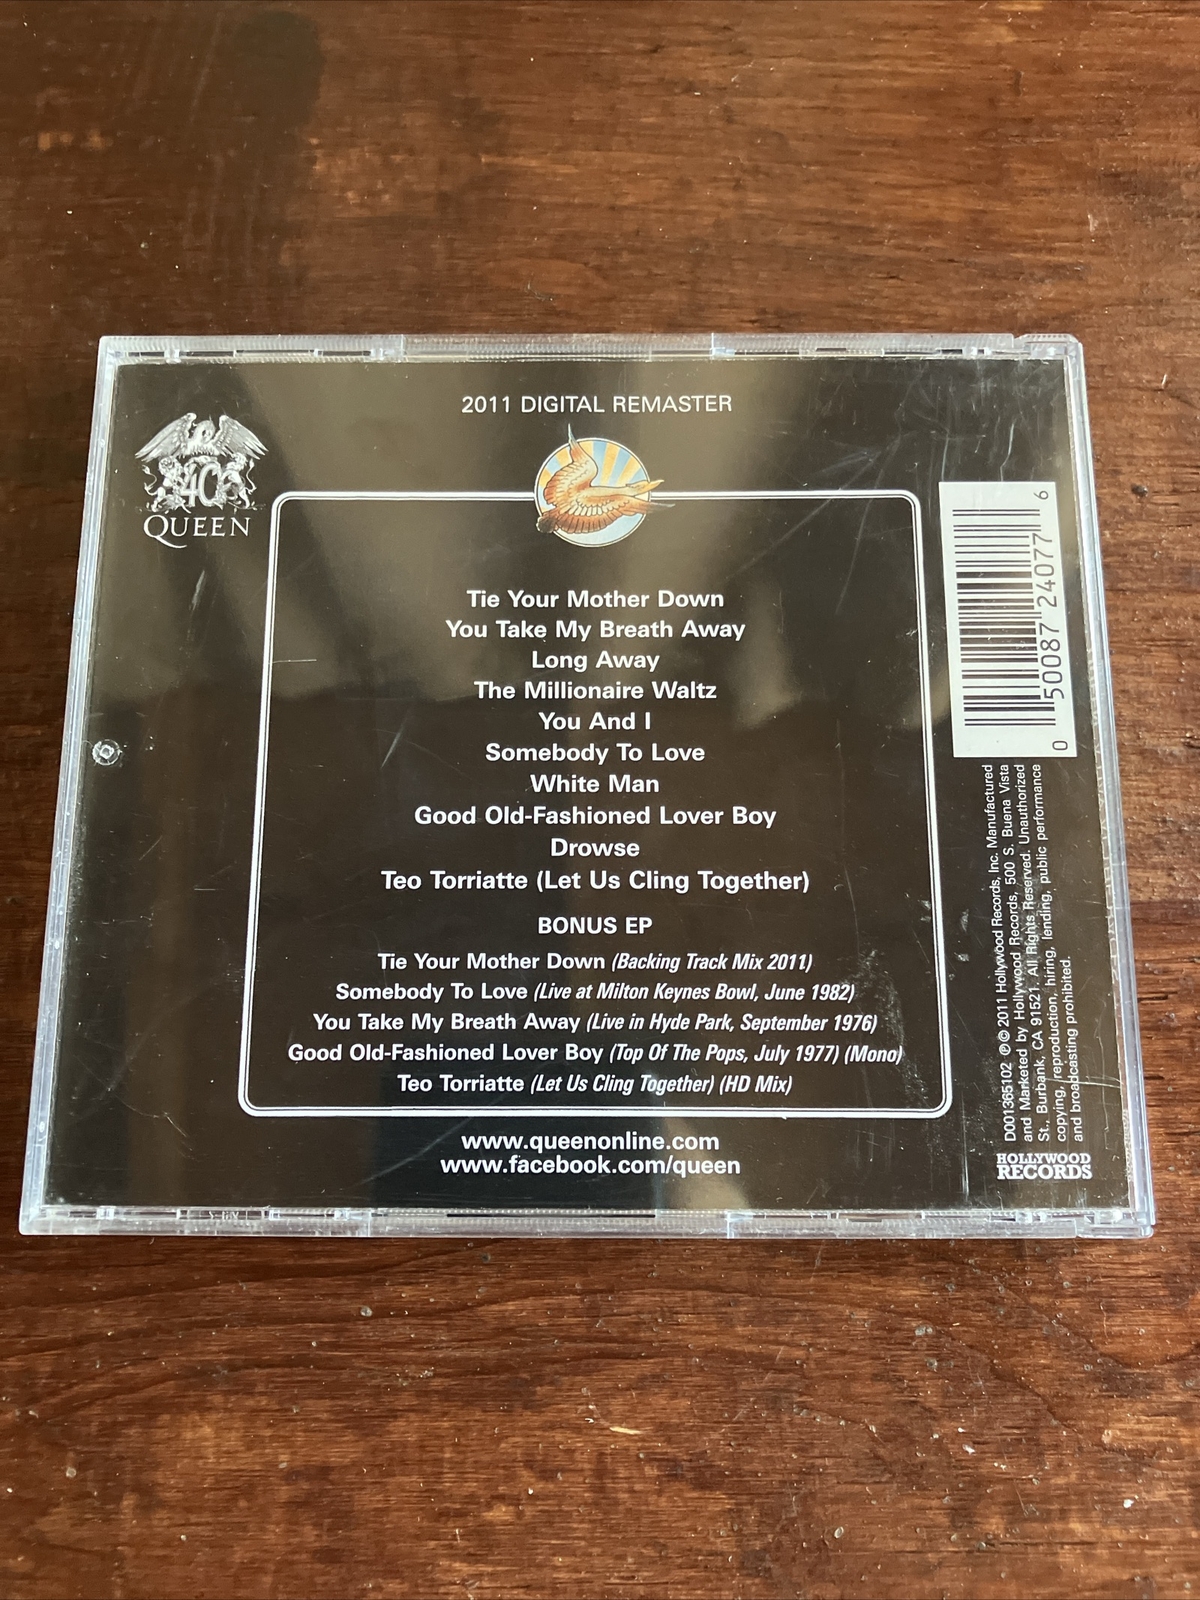 2011 DIGITAL REMASTER
40
QUEEN
Tie Your Mother Down
You Take My Breath Away
Long Away
The Millionaire Waltz
You And I
Somebody To Love
White Man
Good Old-Fashioned Lover Boy
Drowse
Teo Torriatte (Let Us Cling Together)
BONUS EP
Tie Your Mother Down (Backing Track Mix 2011)
Somebody To Love (Live at Milton Keynes Bowl, June 1982)
You Take My Breath Away (Live in Hyde Park, September 1976)
Good Old-Fashioned Lover Boy (Top Of The Pops, July 1977) (Mono)
Teo Torriatte (Let Us Cling Together) (HD Mix)
www.queenonline.com
www.facebook.com/queen
0 50087 24077 6
D001365102 ℗© 2011 Hollywood Records, Inc. Manufactured
and Marketed by Hollywood Records, 500 S. Buena Vista
St., Burbank, CA 91521. All Rights Reserved. Unauthorized
copying, reproduction, hiring, lending, public performance
and broadcasting prohibited.
HOLLYWOOD
RECORDS